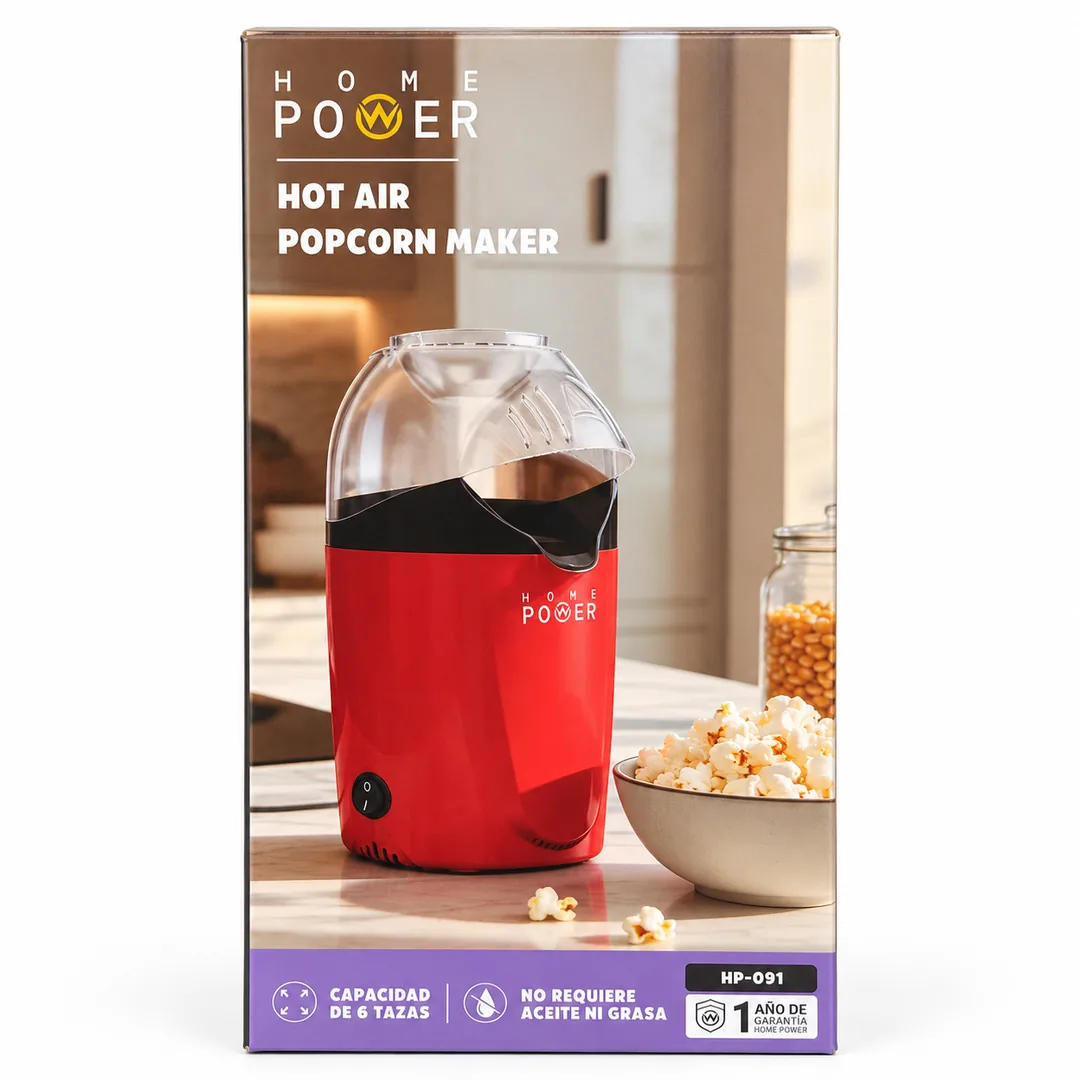 HOME
POWER
HOT AIR
POPCORN MAKER
HOME
POWER
O
I
CAPACIDAD
DE 6 TAZAS
NO REQUIERE
ACEITE NI GRASA
HP-091
1 AÑO DE
GARANTÍA
HOME POWER